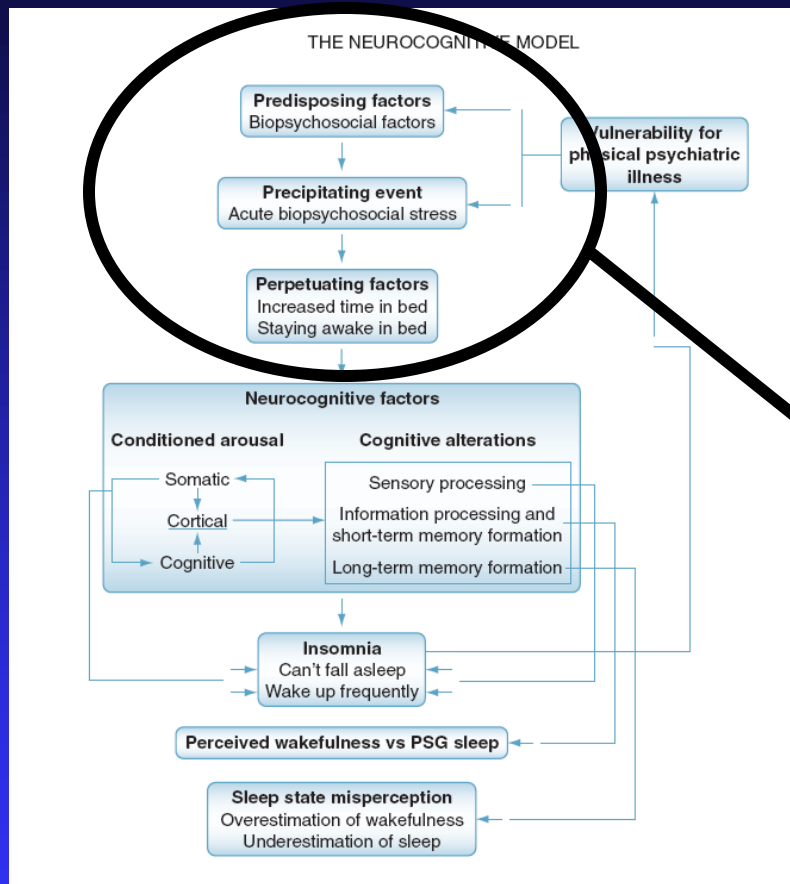 THE NEUROCOGNITIVE MODEL
Predisposing factors
Biopsychosocial factors
Vulnerability for
physical psychiatric
illness
Precipitating event
Acute biopsychosocial stress
Perpetuating factors
Increased time in bed
Staying awake in bed
Neurocognitive factors
Conditioned arousal
Cognitive alterations
Somatic
Cortical
Cognitive
Sensory processing
Information processing and
short-term memory formation
Long-term memory formation
Insomnia
Can't fall asleep
Wake up frequently
Perceived wakefulness vs PSG sleep
Sleep state misperception
Overestimation of wakefulness
Underestimation of sleep